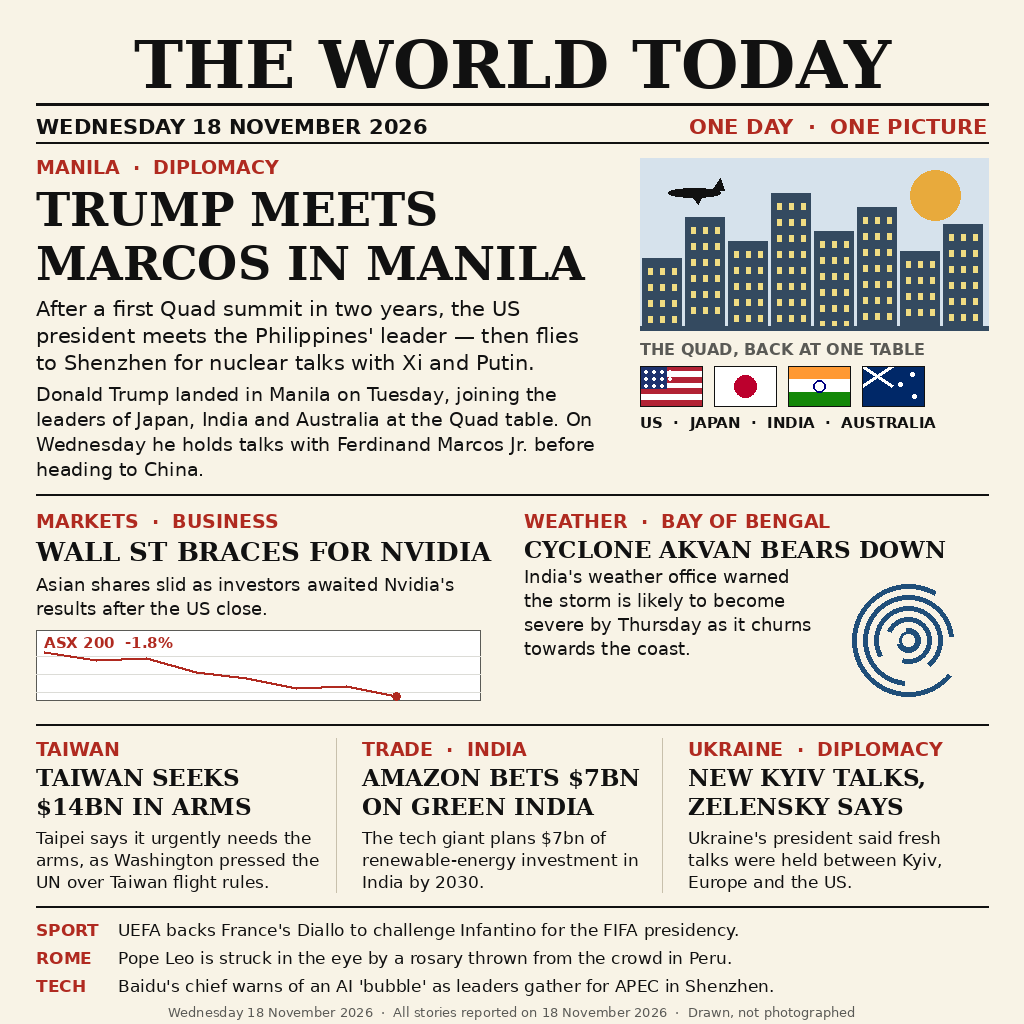 THE WORLD TODAY
WEDNESDAY 18 NOVEMBER 2026
ONE DAY · ONE PICTURE
MANILA · DIPLOMACY
TRUMP MEETS
MARCOS IN MANILA
After a first Quad summit in two years, the US
president meets the Philippines' leader — then flies
to Shenzhen for nuclear talks with Xi and Putin.
Donald Trump landed in Manila on Tuesday, joining the
leaders of Japan, India and Australia at the Quad table. On
Wednesday he holds talks with Ferdinand Marcos Jr. before
heading to China.
THE QUAD, BACK AT ONE TABLE
US · JAPAN · INDIA · AUSTRALIA
MARKETS · BUSINESS
WALL ST BRACES FOR NVIDIA
Asian shares slid as investors awaited Nvidia's
results after the US close.
ASX 200 -1.8%
WEATHER · BAY OF BENGAL
CYCLONE AKVAN BEARS DOWN
India's weather office warned
the storm is likely to become
severe by Thursday as it churns
towards the coast.
TAIWAN
TAIWAN SEEKS
$14BN IN ARMS
Taipei says it urgently needs the
arms, as Washington pressed the
UN over Taiwan flight rules.
TRADE · INDIA
AMAZON BETS $7BN
ON GREEN INDIA
The tech giant plans $7bn of
renewable-energy investment in
India by 2030.
UKRAINE · DIPLOMACY
NEW KYIV TALKS,
ZELENSKY SAYS
Ukraine's president said fresh
talks were held between Kyiv,
Europe and the US.
SPORT UEFA backs France's Diallo to challenge Infantino for the FIFA presidency.
ROME Pope Leo is struck in the eye by a rosary thrown from the crowd in Peru.
TECH Baidu's chief warns of an AI 'bubble' as leaders gather for APEC in Shenzhen.
Wednesday 18 November 2026 · All stories reported on 18 November 2026 · Drawn, not photographed